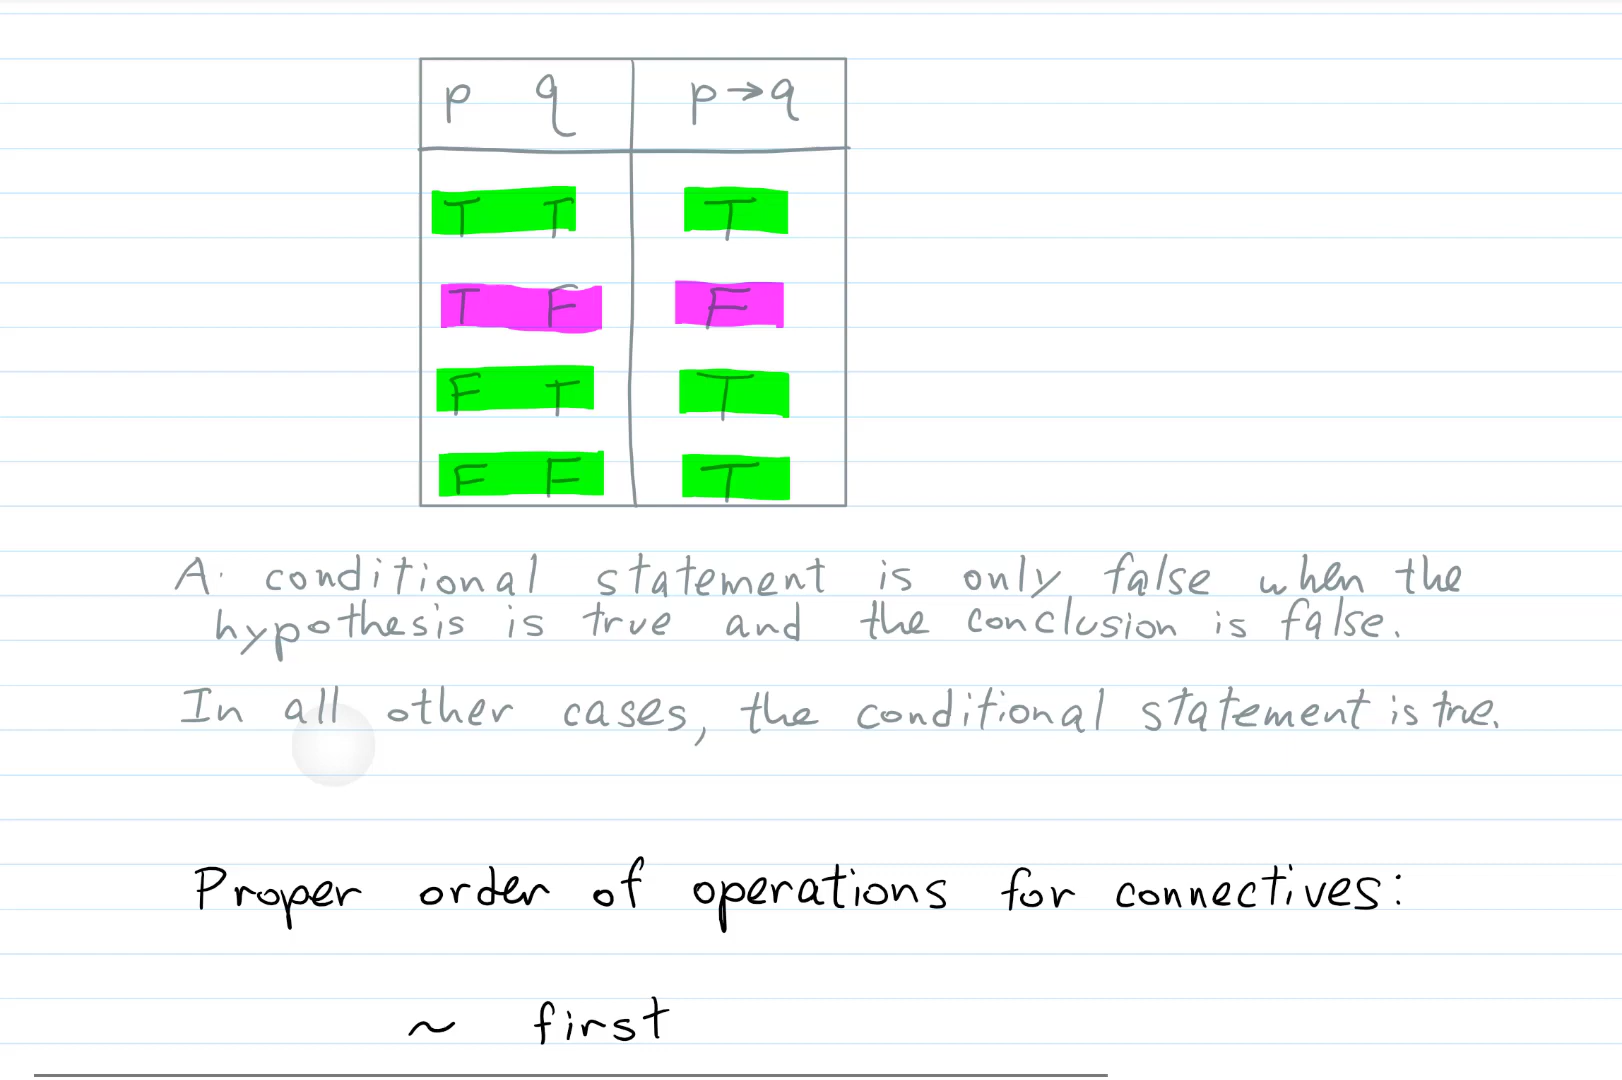 p q p→q
T T T
T F F
F T T
F F T
A conditional statement is only false when the
hypothesis is true and the conclusion is false.
In all other cases, the conditional statement is true.
Proper order of operations for connectives:
~ first